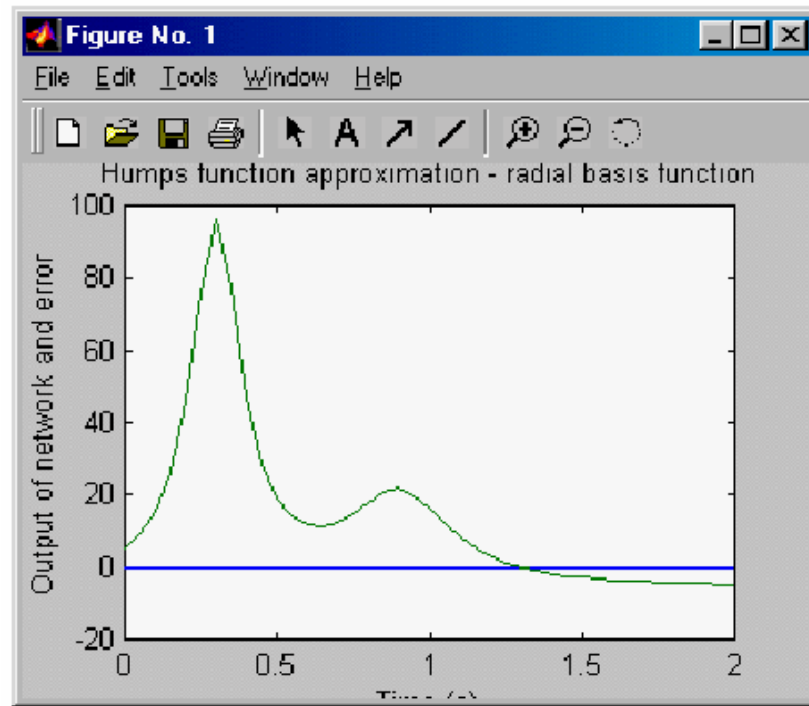 Figure No. 1
File Edit Tools Window Help
A
Humps function approximation - radial basis function
100
80
60
40
20
0
-20
Output of network and error
0 0.5 1 1.5 2